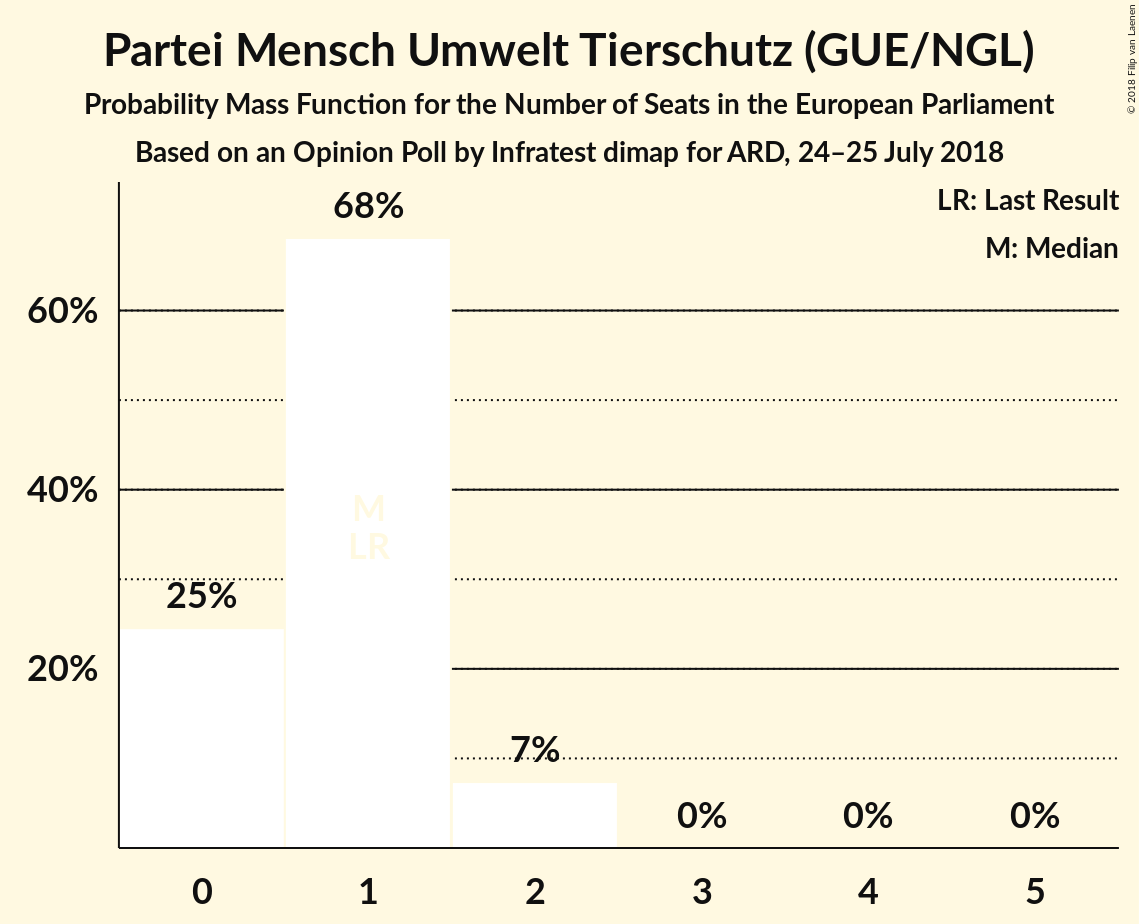 Partei Mensch Umwelt Tierschutz (GUE/NGL)
Probability Mass Function for the Number of Seats in the European Parliament
Based on an Opinion Poll by Infratest dimap for ARD, 24–25 July 2018
© 2018 Filip van Laenen
LR: Last Result
M: Median
68%
60%
40%
M
LR
25%
20%
7%
0% 0% 0%
0 1 2 3 4 5